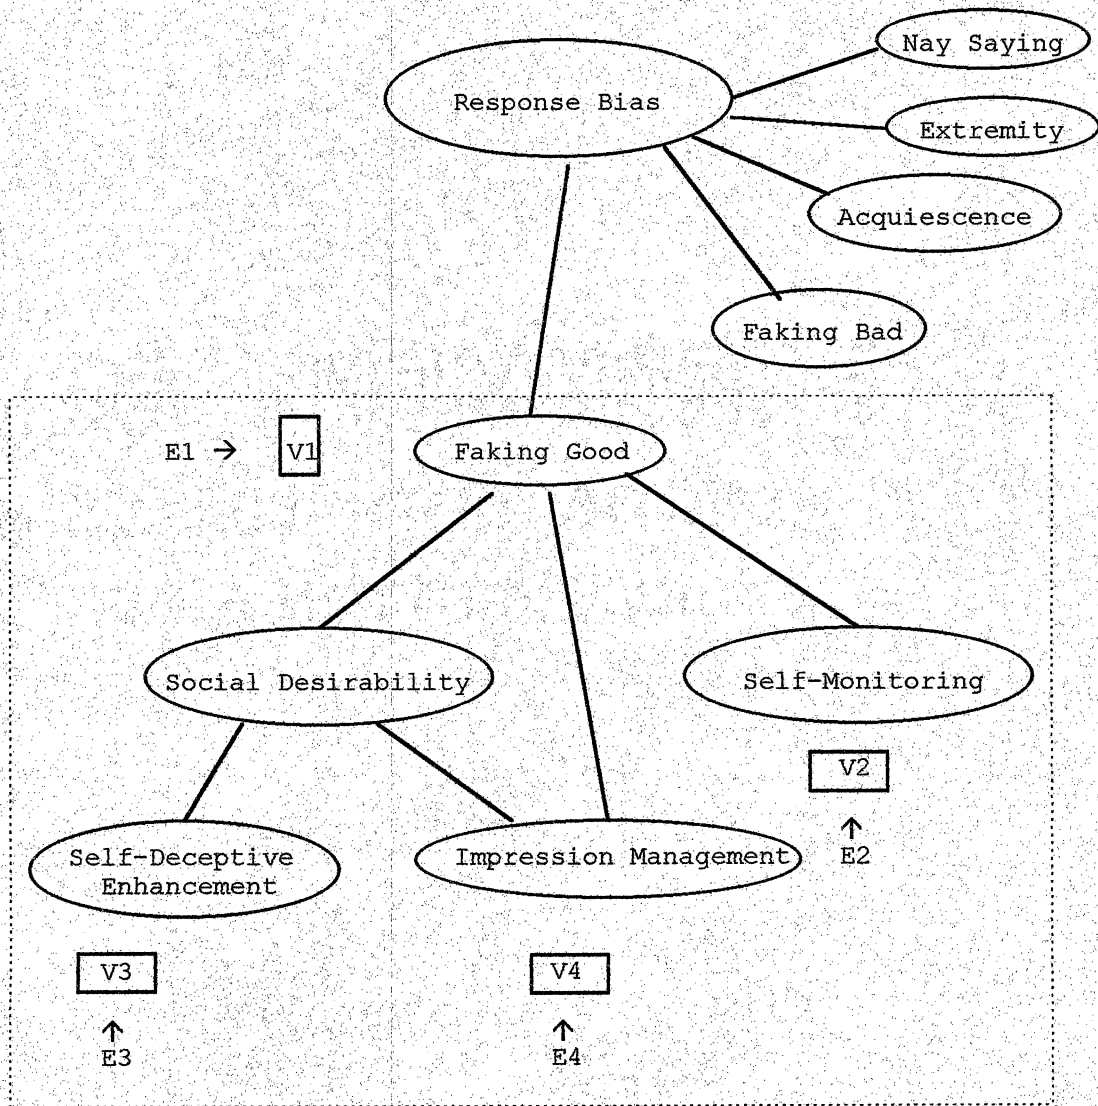 Nay Saying
Response Bias
Extremity
Acquiescence
Faking Bad
E1 → V1
Faking Good
Social Desirability
Self-Monitoring
V2
E2
Self-Deceptive
Enhancement
Impression Management
V3
V4
E3
E4